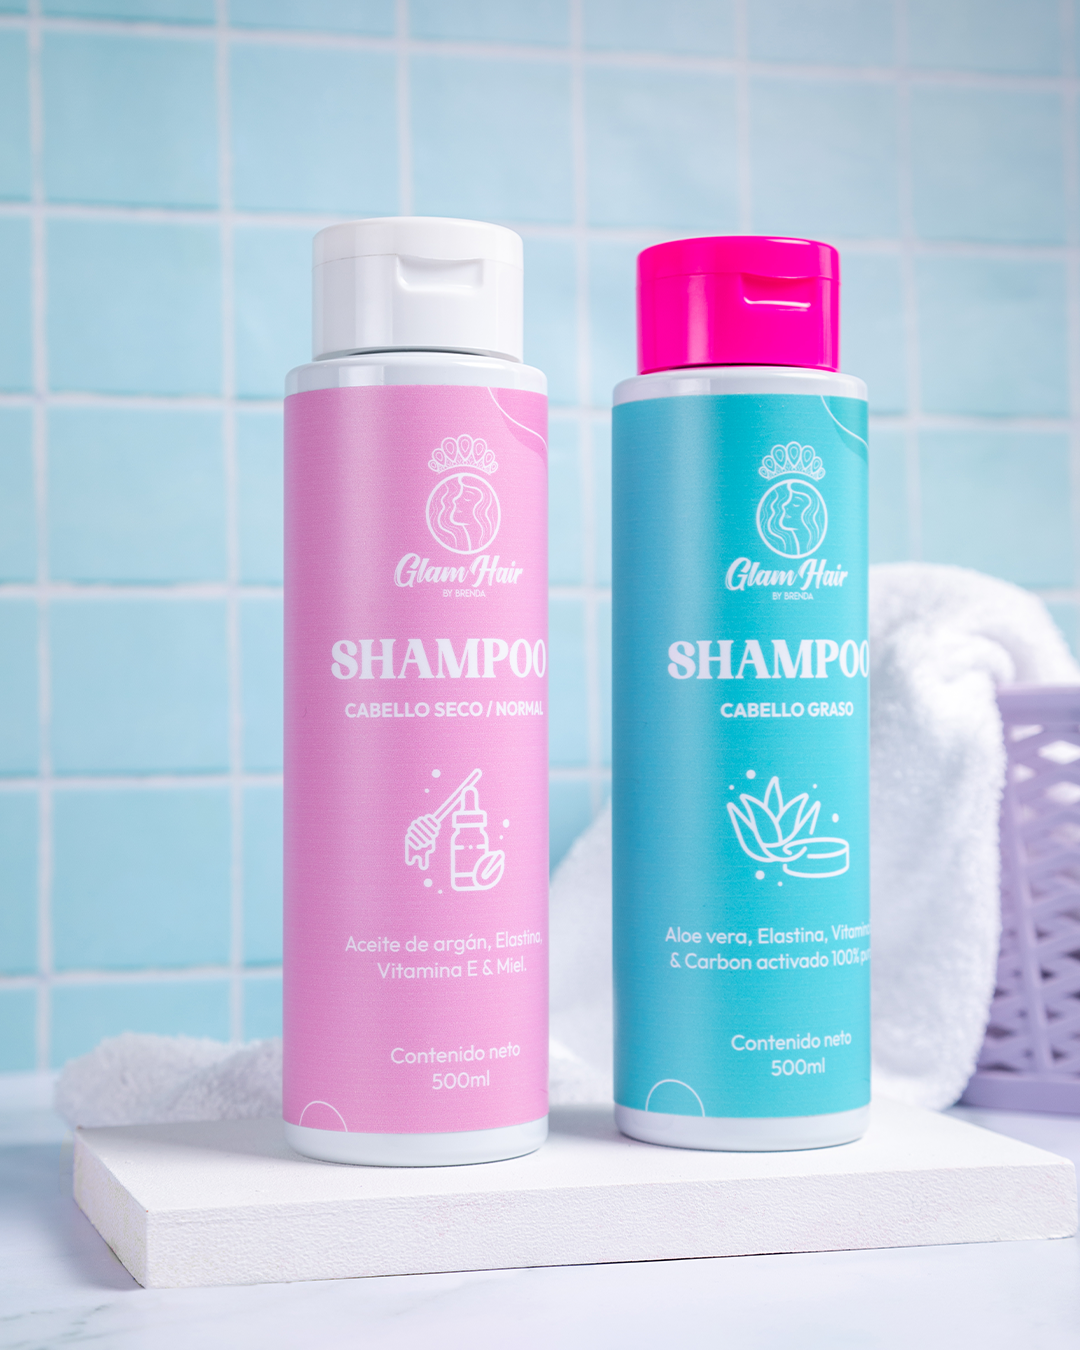 Glam Hair
BY BRENDA
SHAMPOO
CABELLO SECO / NORMAL
Aceite de argán, Elastina,
Vitamina E & Miel.
Contenido neto
500ml
Glam Hair
BY BRENDA
SHAMPOO
CABELLO GRASO
Aloe vera, Elastina, Vitamina
& Carbon activado 100%
Contenido neto
500ml